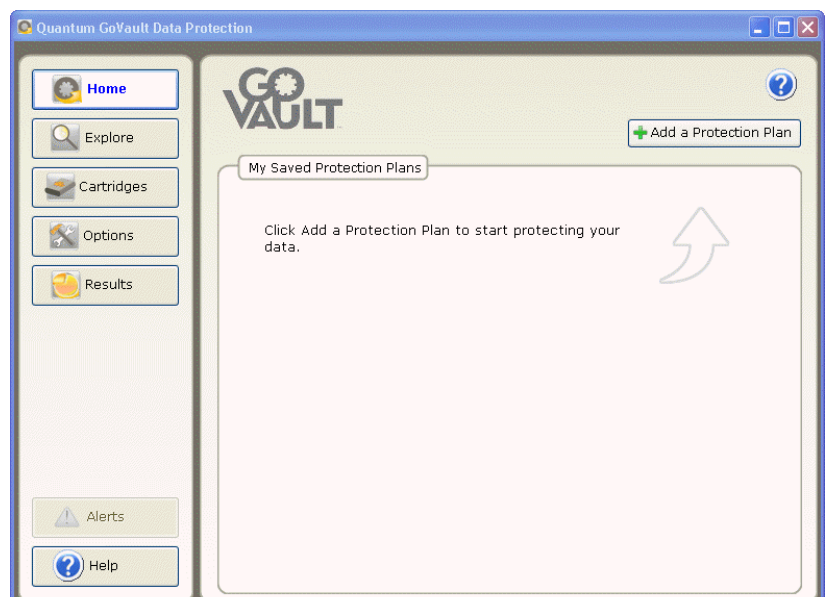 Quantum GoVault Data Protection
Home
Explore
Cartridges
Options
Results
Alerts
Help
GO
VAULT
Add a Protection Plan
My Saved Protection Plans
Click Add a Protection Plan to start protecting your
data.